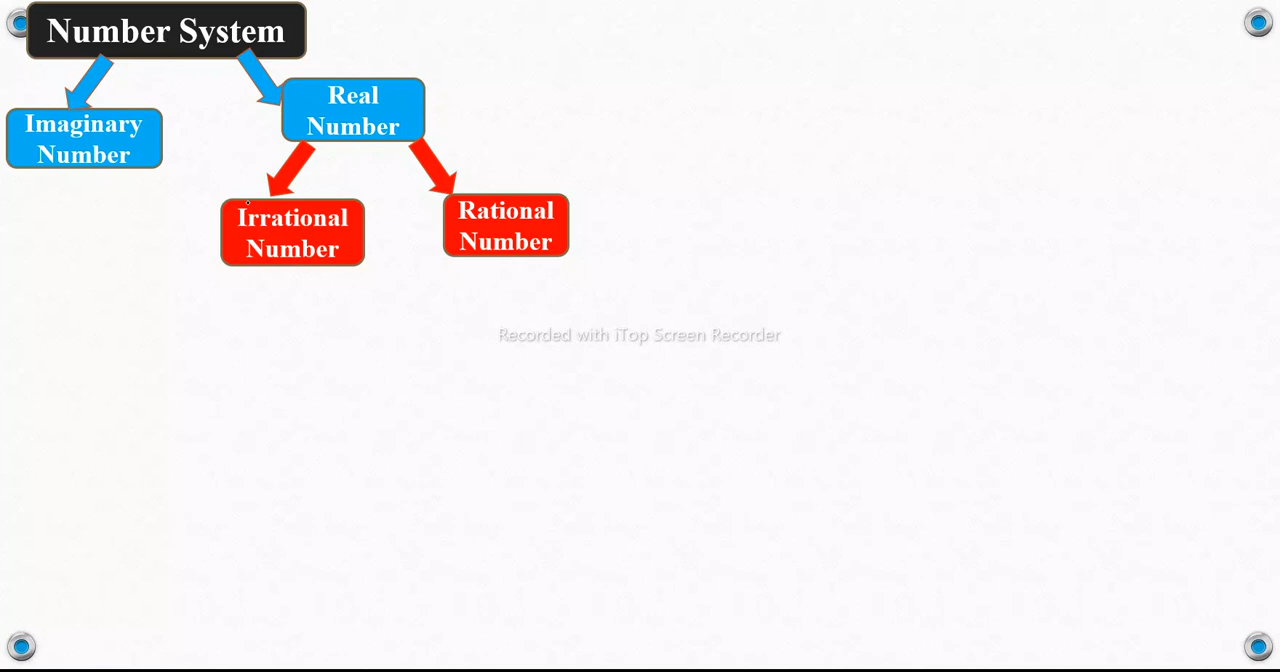 Number System
Imaginary
Number
Real
Number
Irrational
Number
Rational
Number
Recorded with iTop Screen Recorder